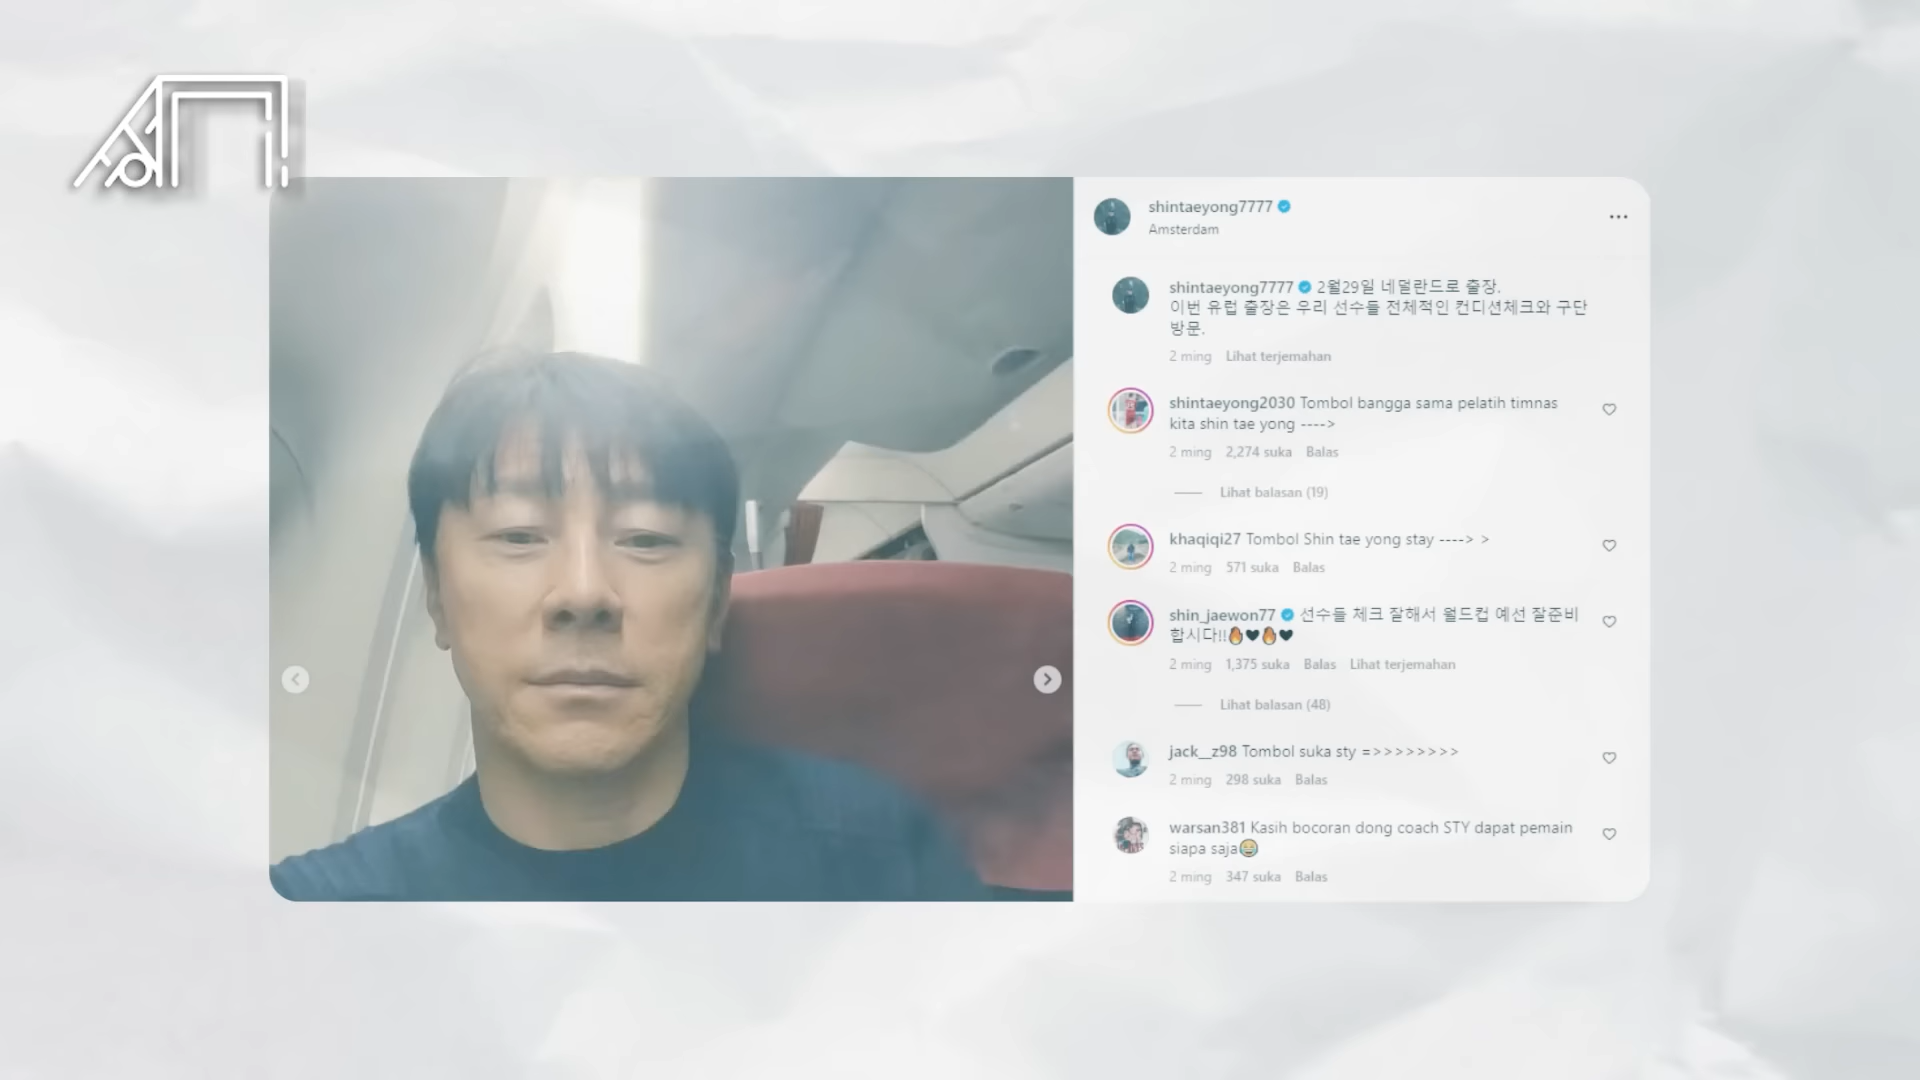 shintaeyong7777
Amsterdam
shintaeyong7777 2월29일 네덜란드로 출장.
이번 유럽 출장은 우리 선수들 전체적인 컨디션체크와 구단
방문.
2 ming Lihat terjemahan
shintaeyong2030 Tombol bangga sama pelatih timnas
kita shin tae yong ---->
2 ming 2,274 suka Balas
Lihat balasan (19)
khaqiqi27 Tombol Shin tae yong stay ----> >
2 ming 571 suka Balas
shin_jaewon77 선수들 체크 잘해서 월드컵 예선 잘준비
합시다!!🔥🖤🔥🖤
2 ming 1,375 suka Balas Lihat terjemahan
Lihat balasan (48)
jack__z98 Tombol suka sty =>>>>>>>>
2 ming 298 suka Balas
warsan381 Kasih bocoran dong coach STY dapat pemain
siapa saja😂
2 ming 347 suka Balas